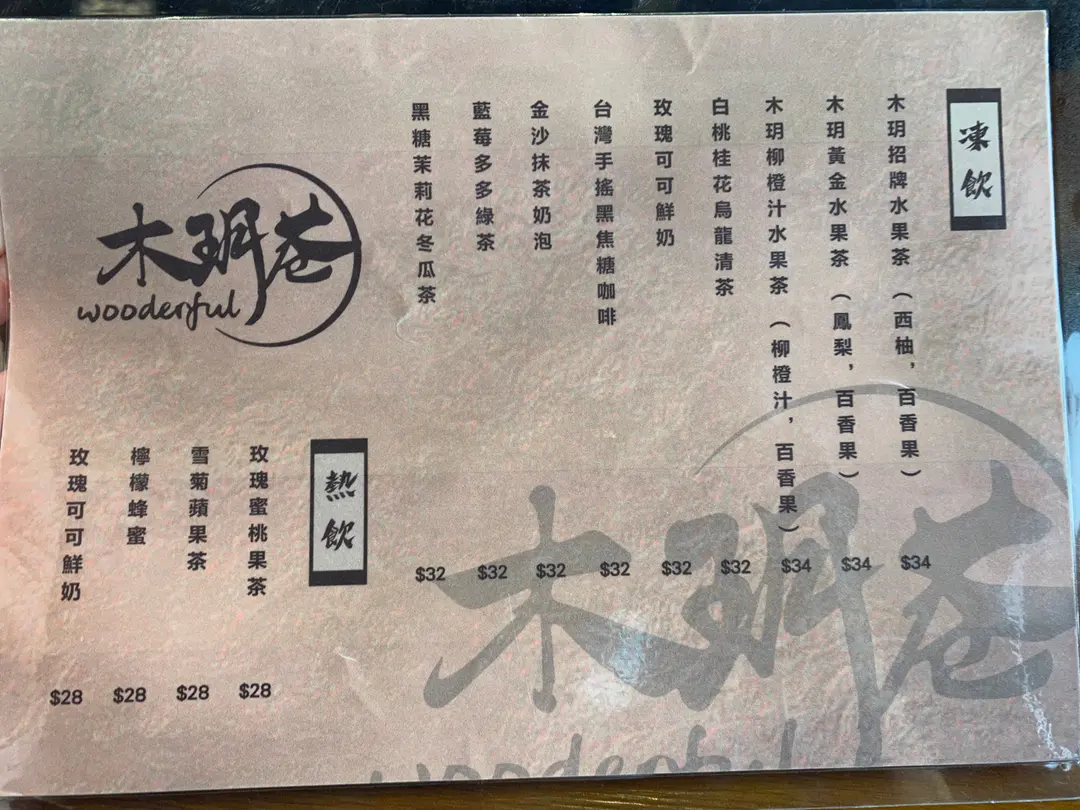 凍飲
木玥招牌水果茶（西柚，百香果） $34
木玥黃金水果茶（鳳梨，百香果） $34
木玥柳橙汁水果茶（柳橙汁，百香果） $34
白桃桂花烏龍清茶 $32
玫瑰可可鮮奶 $32
台灣手搖黑焦糖咖啡 $32
金沙抹茶奶泡 $32
藍莓多多綠茶 $32
黑糖茉莉花冬瓜茶 $32
木玥巷
wooderful
熱飲
玫瑰蜜桃果茶 $28
雪菊蘋果茶 $28
檸檬蜂蜜 $28
玫瑰可可鮮奶 $28
木玥巷
wooderful